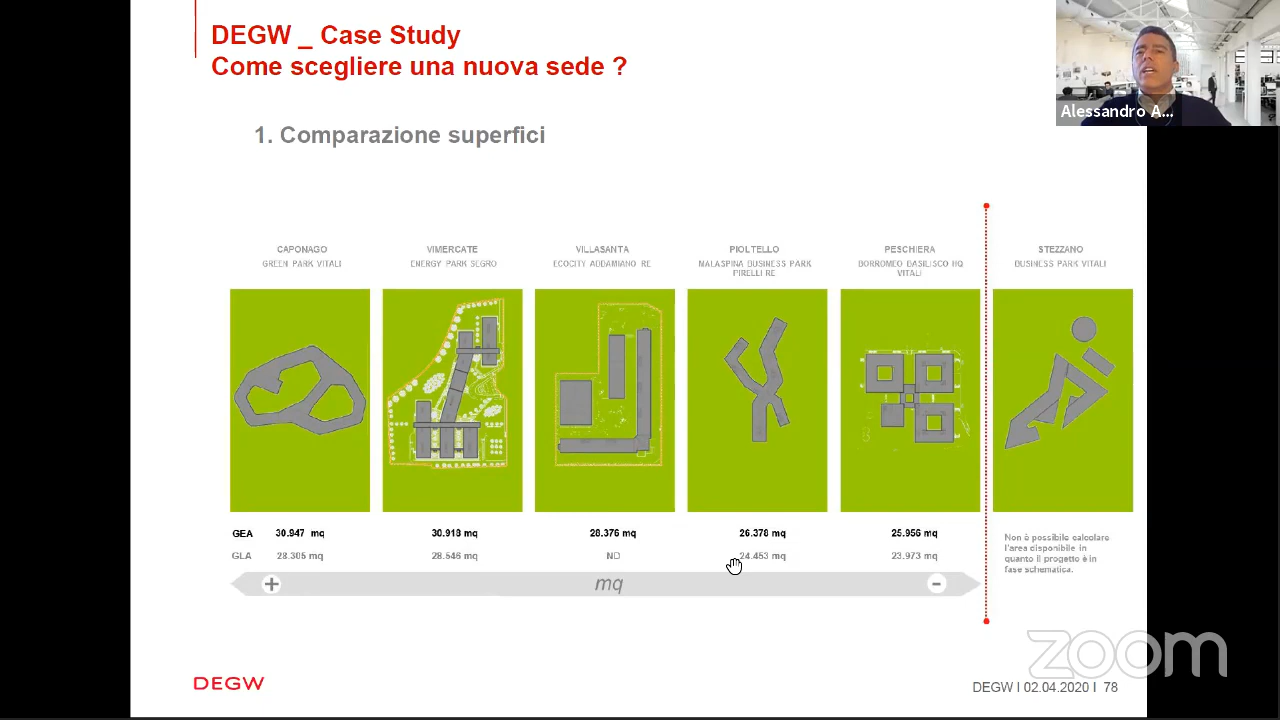 DEGW _ Case Study
Come scegliere una nuova sede ?
Alessandro A...
1. Comparazione superfici
CAPONAGO
GREEN PARK VITALI
VIMERCATE
ENERGY PARK SEGRO
VILLASANTA
ECOCITY ADDAMIANO RE
PIOLTELLO
MALASPINA BUSINESS PARK
PIRELLI RE
PESCHIERA
BORROMEO BASILISCO HQ
VITALI
STEZZANO
BUSINESS PARK VITALI
GEA 30.947 mq 30.918 mq 28.376 mq 26.378 mq 25.956 mq
GLA 28.305 mq 28.546 mq ND 24.453 mq 23.973 mq
Non è possibile calcolare
l'area disponibile in
quanto il progetto è in
fase schematica.
+ mq -
zoom
DEGW
DEGW I 02.04.2020 I 78